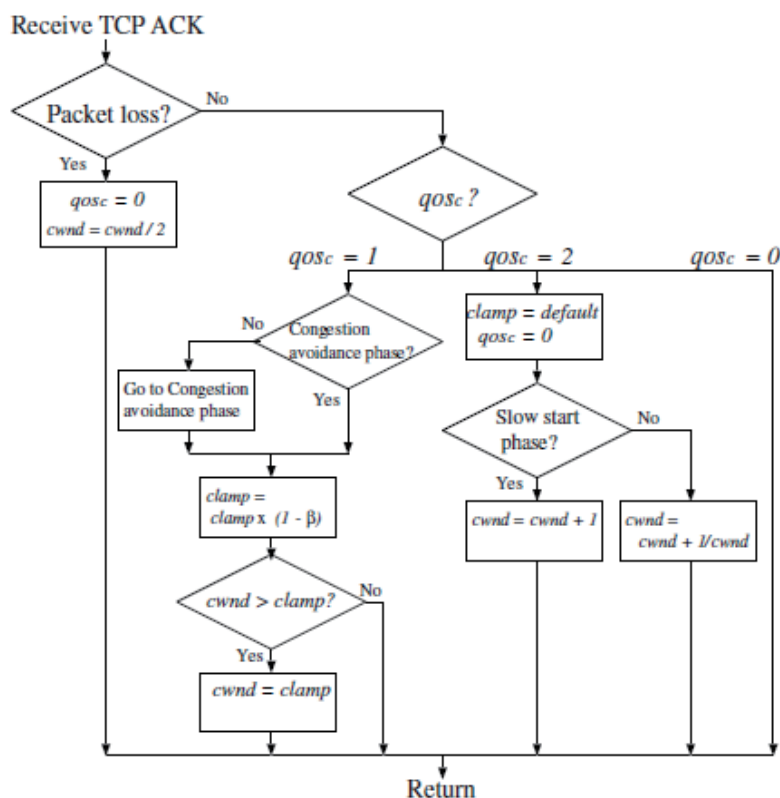 Receive TCP ACK
Packet loss?
No
Yes
qosc = 0
cwnd = cwnd / 2
qosc ?
qosc = 1
qosc = 2
qosc = 0
No
Congestion
avoidance phase?
Go to Congestion
avoidance phase
Yes
clamp =
clamp x (1 - β)
cwnd > clamp?
No
Yes
cwnd = clamp
clamp = default
qosc = 0
Slow start
phase?
No
Yes
cwnd = cwnd + 1
cwnd =
cwnd + 1/cwnd
Return